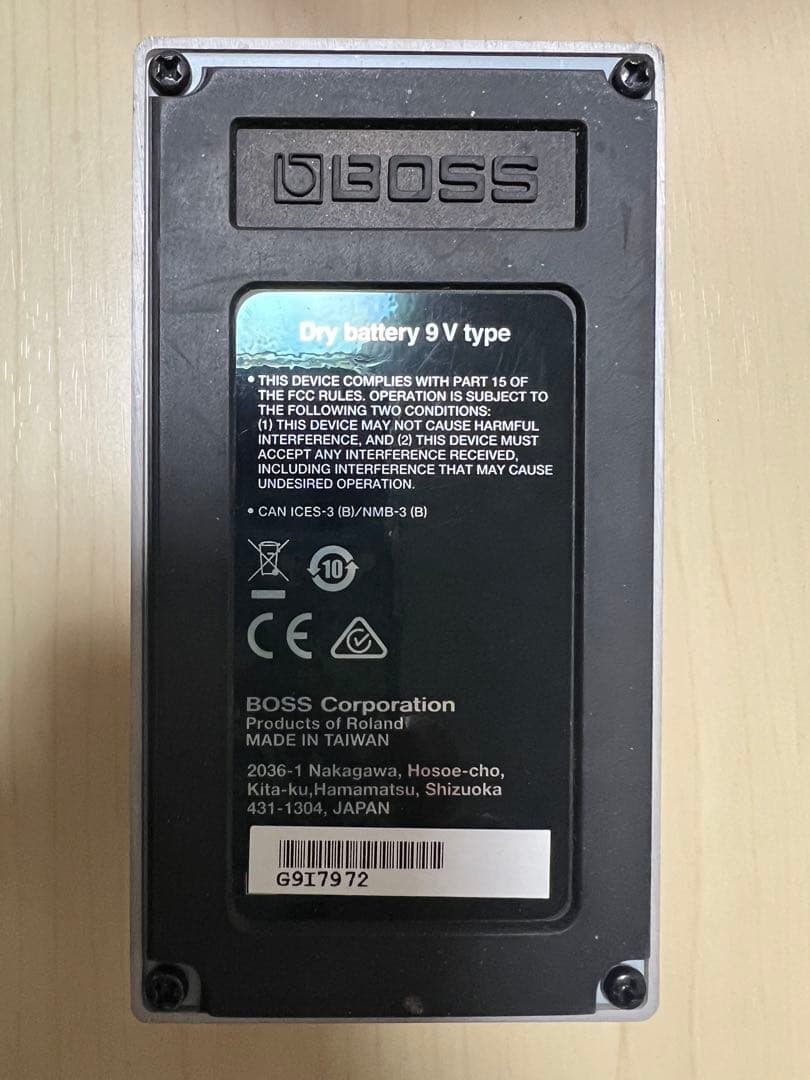 BOSS
Dry battery 9 V type
• THIS DEVICE COMPLIES WITH PART 15 OF
THE FCC RULES. OPERATION IS SUBJECT TO
THE FOLLOWING TWO CONDITIONS:
(1) THIS DEVICE MAY NOT CAUSE HARMFUL
INTERFERENCE, AND (2) THIS DEVICE MUST
ACCEPT ANY INTERFERENCE RECEIVED,
INCLUDING INTERFERENCE THAT MAY CAUSE
UNDESIRED OPERATION.
• CAN ICES-3 (B)/NMB-3 (B)
10
CE
BOSS Corporation
Products of Roland
MADE IN TAIWAN
2036-1 Nakagawa, Hosoe-cho,
Kita-ku,Hamamatsu, Shizuoka
431-1304, JAPAN
G9I7972